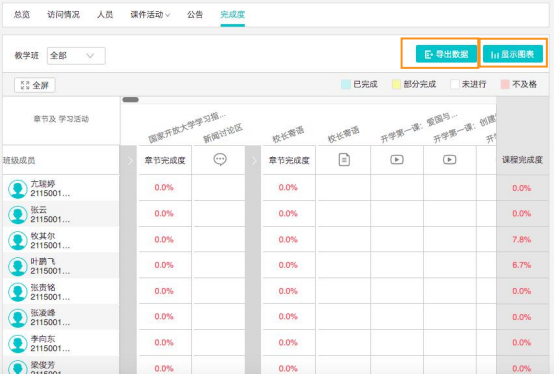 总览 访问情况 人员 课件活动 公告 完成度
教学班 全部 导出数据 显示图表
全屏 已完成 部分完成 未进行 不及格
章节及 学习活动 国家开放大学学习指... 新闻讨论区 校长寄语 校长寄语 开学第一课：爱国与... 开学第一课：创建
班级成员 章节完成度 章节完成度 课程完成度
亢瑞婷 0.0% 0.0% 0.0%
2115001...
张云 0.0% 0.0% 0.0%
2115001...
牧其尔 0.0% 0.0% 7.8%
2115001...
叶鹏飞 0.0% 0.0% 6.7%
2115001...
张贵铭 0.0% 0.0% 0.0%
2115001...
张凌峰 0.0% 0.0% 0.0%
2115001...
李向东 0.0% 0.0% 0.0%
2115001...
梁俊芳 0.0% 0.0% 0.0%